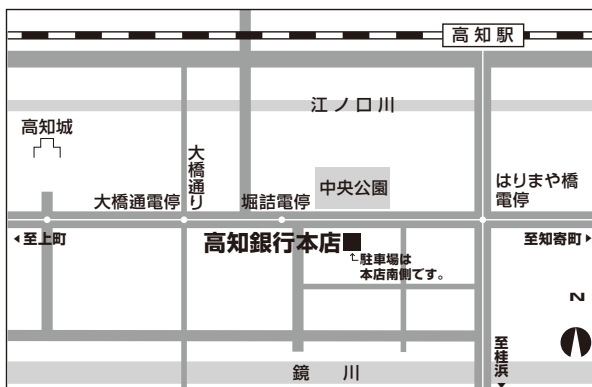 高知駅
江ノ口川
高知城
大橋通り
中央公園
はりまや橋
電停
大橋通電停
堀詰電停
◀至上町
高知銀行本店■
至知寄町▶
駐車場は
本店南側です。
N
至桂浜▼
鏡川